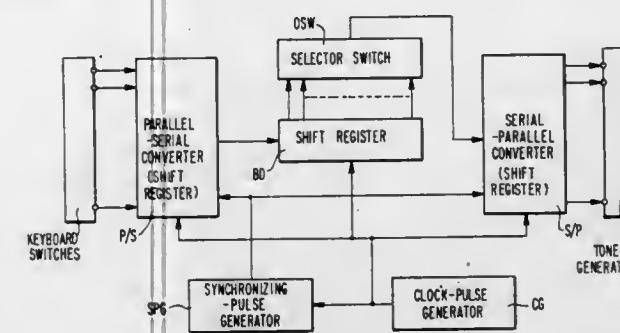 OSW
SELECTOR SWITCH
PARALLEL
-SERIAL
CONVERTER
(SHIFT
REGISTER)
SHIFT REGISTER
BD
SERIAL
-PARALLEL
CONVERTER
(SHIFT
REGISTER)
KEYBOARD
SWITCHES
P/S
S/P
TONE
SPG
SYNCHRONIZING
-PULSE
GENERATOR
CLOCK-PULSE
GENERATOR
CG